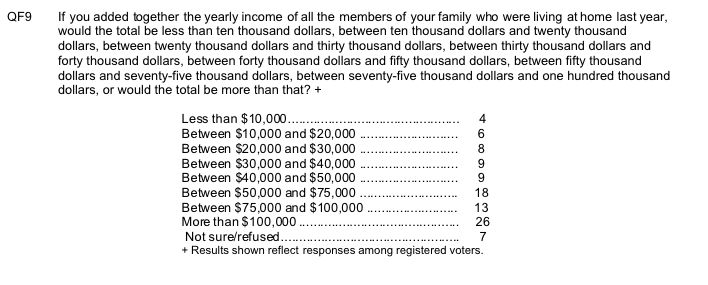 QF9 If you added together the yearly income of all the members of your family who were living at home last year,
would the total be less than ten thousand dollars, between ten thousand dollars and twenty thousand
dollars, between twenty thousand dollars and thirty thousand dollars, between thirty thousand dollars and
forty thousand dollars, between forty thousand dollars and fifty thousand dollars, between fifty thousand
dollars and seventy-five thousand dollars, between seventy-five thousand dollars and one hundred thousand
dollars, or would the total be more than that? +
Less than $10,000................................................ 4
Between $10,000 and $20,000 ........................... 6
Between $20,000 and $30,000 ........................... 8
Between $30,000 and $40,000 ........................... 9
Between $40,000 and $50,000 ........................... 9
Between $50,000 and $75,000 ........................... 18
Between $75,000 and $100,000 ......................... 13
More than $100,000 ............................................ 26
Not sure/refused.................................................. 7
+ Results shown reflect responses among registered voters.